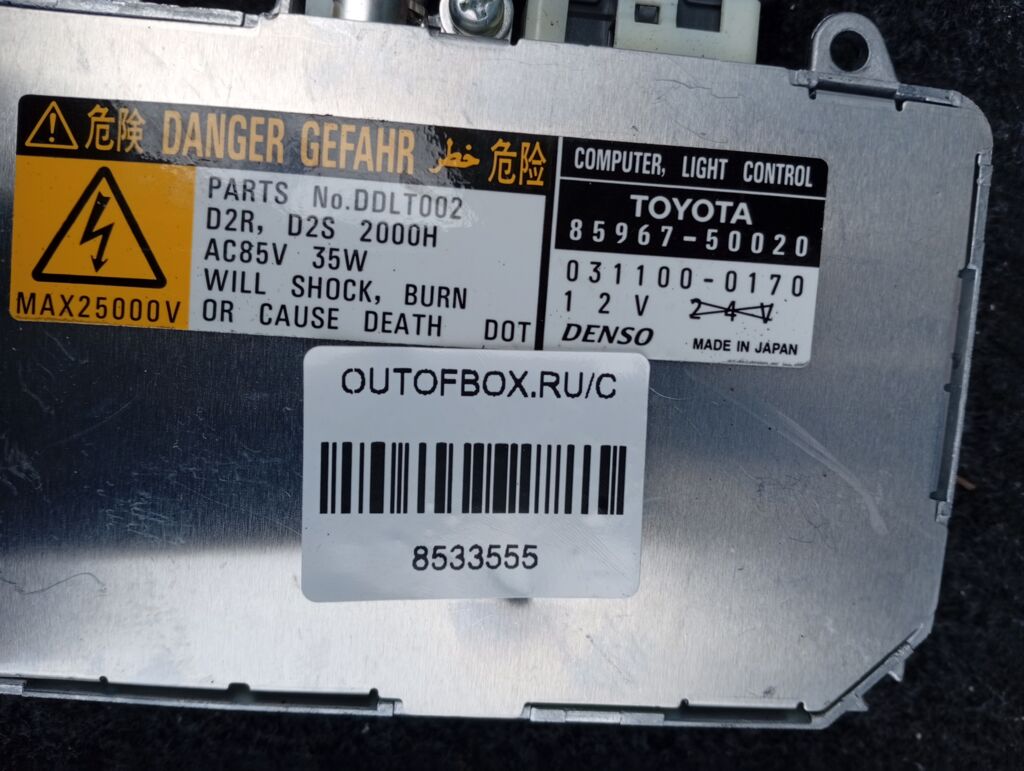 危険 DANGER GEFAHR خطر 危险
PARTS No.DDLT002
D2R, D2S 2000H
AC85V 35W
WILL SHOCK, BURN
OR CAUSE DEATH DOT
MAX25000V
COMPUTER, LIGHT CONTROL
TOYOTA
85967-50020
031100-0170
12V 24V
DENSO MADE IN JAPAN
OUTOFBOX.RU/C
8533555